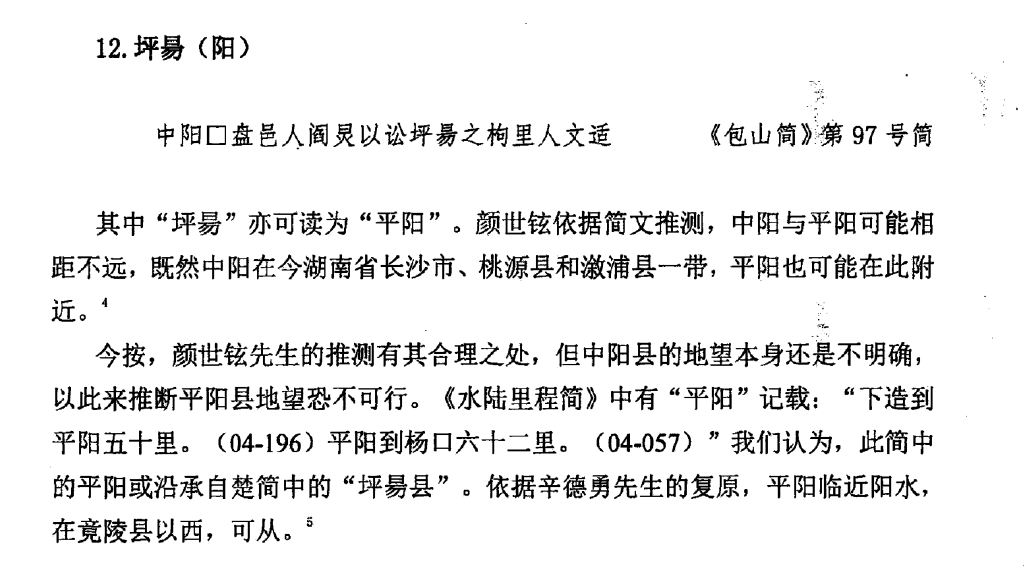 12.坪昜（阳）
中阳□盘邑人阎炅以讼坪昜之枸里人文适 《包山简》第 97 号简
其中“坪昜”亦可读为“平阳”。颜世铉依据简文推测，中阳与平阳可能相
距不远，既然中阳在今湖南省长沙市、桃源县和溆浦县一带，平阳也可能在此附
近。⁴
今按，颜世铉先生的推测有其合理之处，但中阳县的地望本身还是不明确，
以此来推断平阳县地望恐不可行。《水陆里程简》中有“平阳”记载：“下造到
平阳五十里。（04-196）平阳到杨口六十二里。（04-057）”我们认为，此简中
的平阳或沿承自楚简中的“坪昜县”。依据辛德勇先生的复原，平阳临近阳水，
在竟陵县以西，可从。⁵